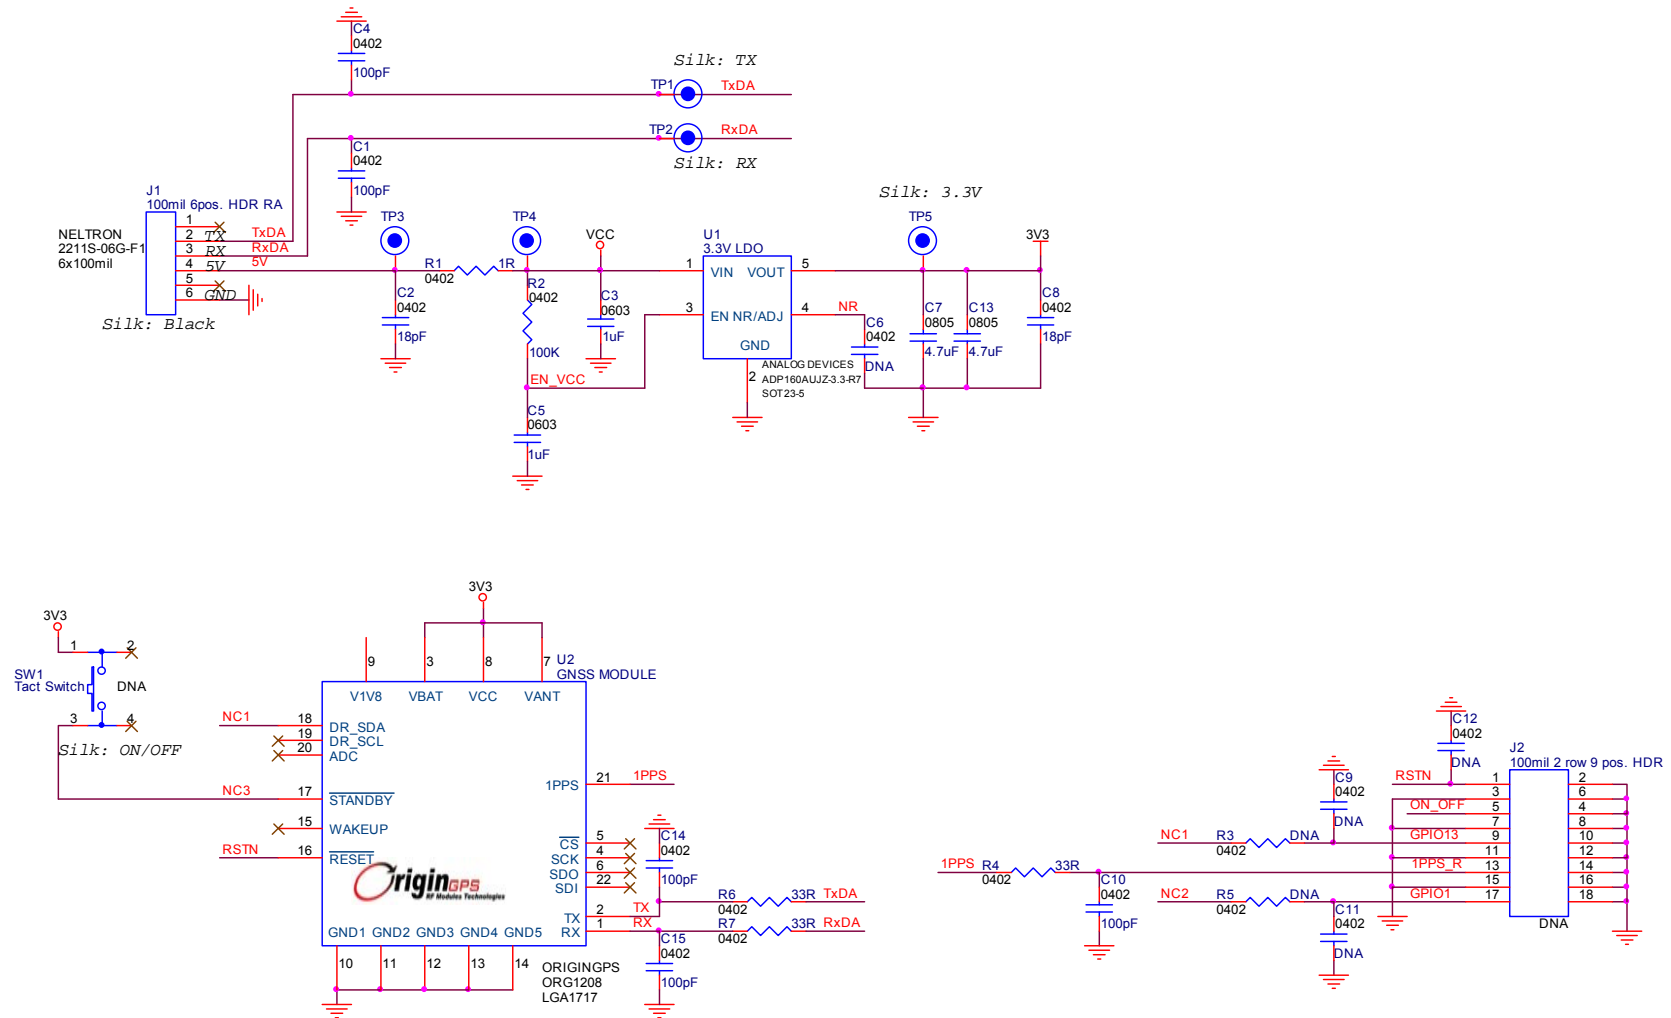 C4
0402
100pF
Silk: TX
TP1
TxDA
TP2
RxDA
Silk: RX
C1
0402
100pF
J1
100mil 6pos. HDR RA
NELTRON
2211S-06G-F1
6x100mil
1
2 TX TxDA
3 RX RxDA
4 5V 5V
5
6 GND
Silk: Black
TP3
R1 1R
0402
C2
0402
18pF
TP4
R2
0402
100K
EN_VCC
C5
0603
1uF
VCC
C3
0603
1uF
U1
3.3V LDO
1 VIN VOUT 5
3 EN NR/ADJ 4
GND
2
ANALOG DEVICES
ADP160AUJZ-3.3-R7
SOT23-5
NR
C6
0402
DNA
Silk: 3.3V
TP5
C7
0805
4.7uF
C13
0805
4.7uF
3V3
C8
0402
18pF
3V3
1 2
SW1
Tact Switch
DNA
3 4
Silk: ON/OFF
3V3
9 3 8 7
U2
GNSS MODULE
V1V8 VBAT VCC VANT
NC1 18 DR_SDA
19 DR_SCL
20 ADC
NC3 17 STANDBY
15 WAKEUP
RSTN 16 RESET
1PPS 21 1PPS
CS 5
SCK 4
SDO 6
SDI 22
TX 2 TX
RX 1 RX
OriginGPS
RF Modules Technologies
GND1 GND2 GND3 GND4 GND5
10 11 12 13 14
ORIGINGPS
ORG1208
LGA1717
C14
0402
100pF
R6 33R TxDA
0402
R7 33R RxDA
0402
C15
0402
100pF
1PPS R4 33R
0402
C10
0402
100pF
NC1 R3 DNA
0402
C9
0402
DNA
NC2 R5 DNA
0402
C11
0402
DNA
C12
0402
DNA
J2
100mil 2 row 9 pos. HDR
RSTN 1 2
3 6
ON_OFF 5 4
7 8
GPIO13 9 10
11 12
1PPS_R 13 14
15 16
GPIO1 17 18
DNA